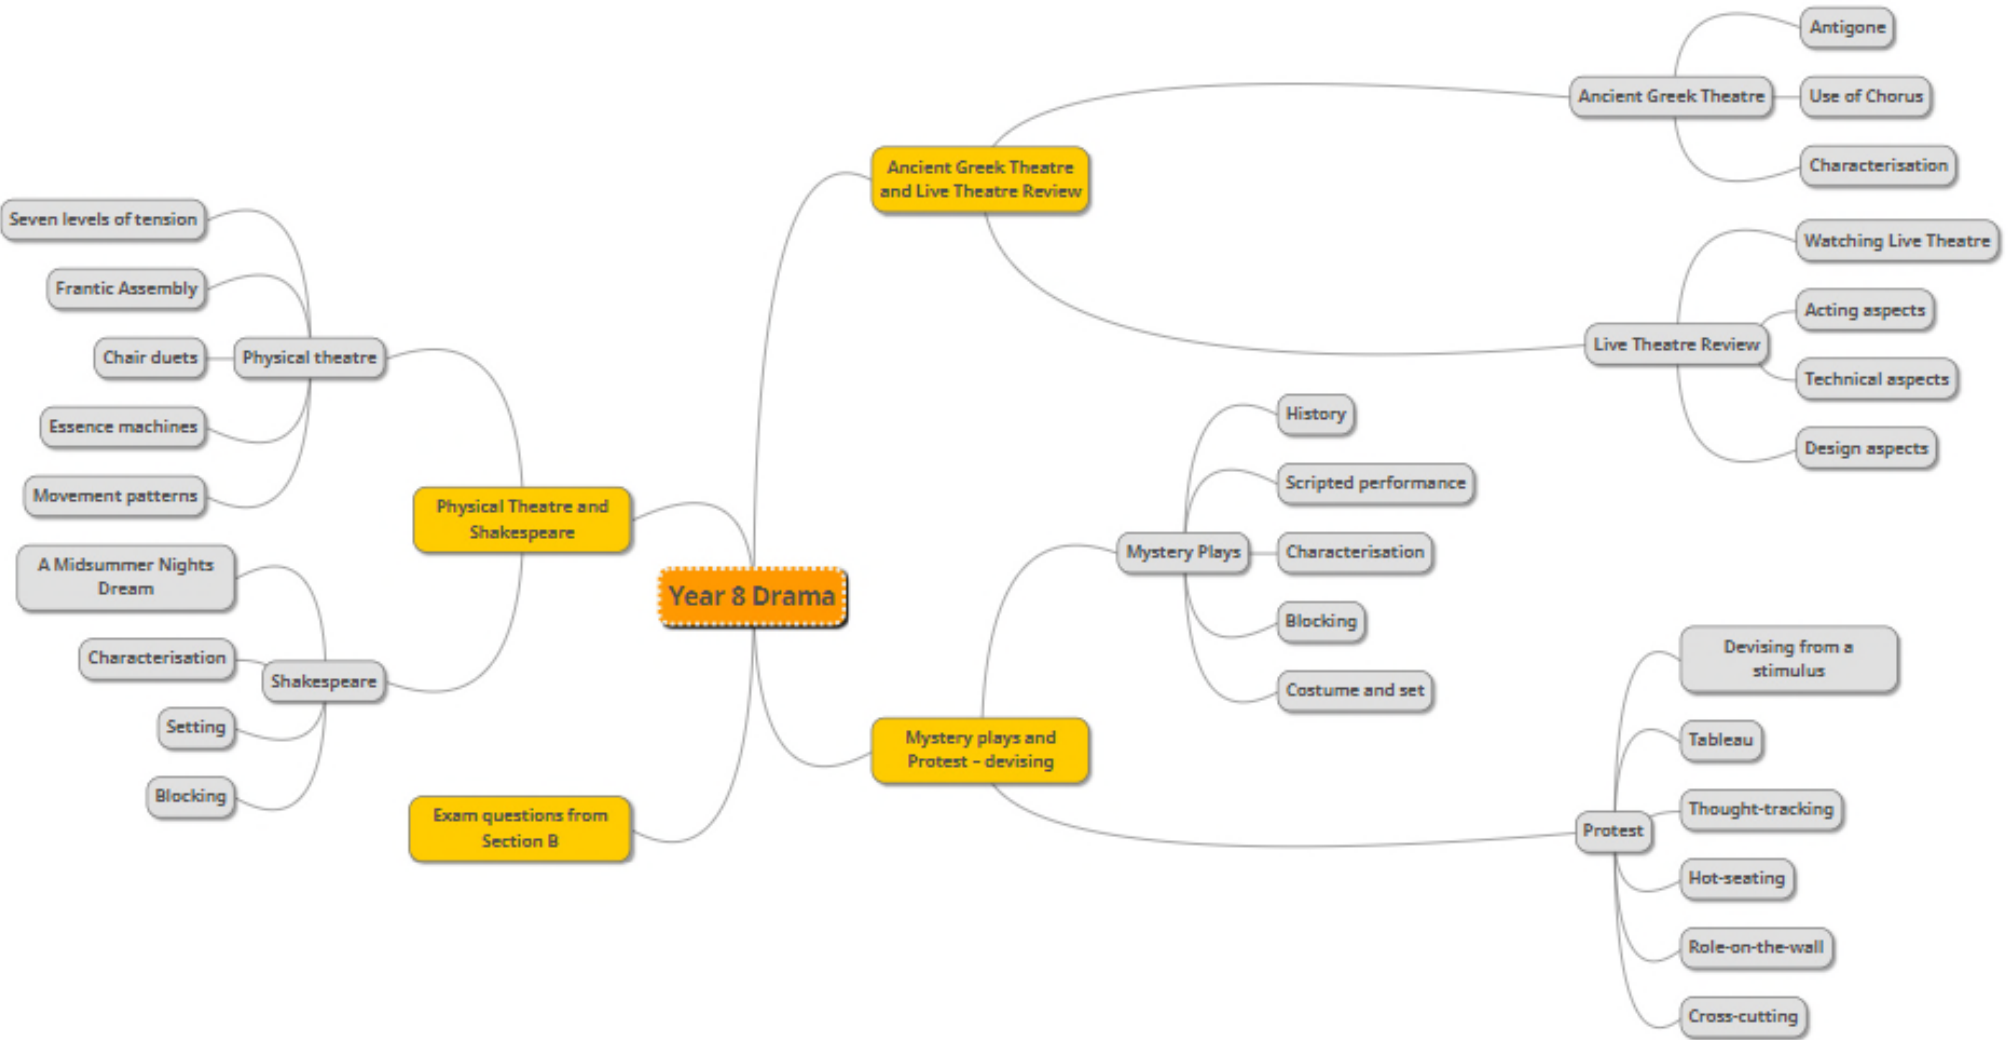 Year 8 Drama
Ancient Greek Theatre
and Live Theatre Review
Ancient Greek Theatre
Antigone
Use of Chorus
Characterisation
Live Theatre Review
Watching Live Theatre
Acting aspects
Technical aspects
Design aspects
Mystery plays and
Protest – devising
Mystery Plays
History
Scripted performance
Characterisation
Blocking
Costume and set
Protest
Devising from a
stimulus
Tableau
Thought-tracking
Hot-seating
Role-on-the-wall
Cross-cutting
Physical Theatre and
Shakespeare
Physical theatre
Seven levels of tension
Frantic Assembly
Chair duets
Essence machines
Movement patterns
Shakespeare
A Midsummer Nights
Dream
Characterisation
Setting
Blocking
Exam questions from
Section B